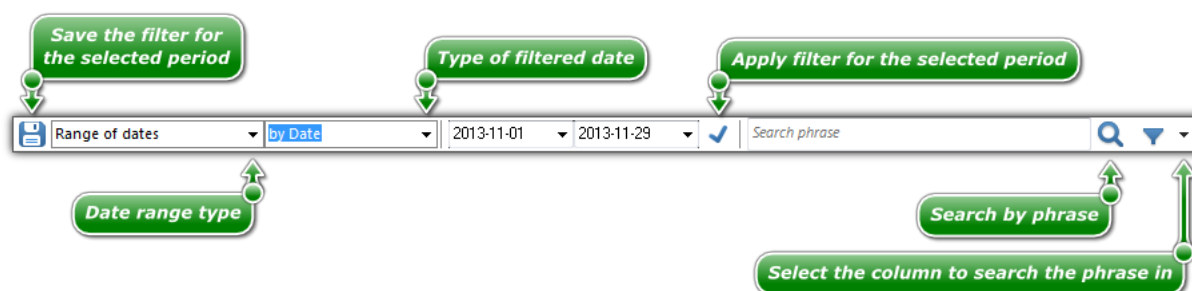 Save the filter for
the selected period
Type of filtered date
Apply filter for the selected period
Range of dates
by Date
2013-11-01
2013-11-29
Search phrase
Date range type
Search by phrase
Select the column to search the phrase in